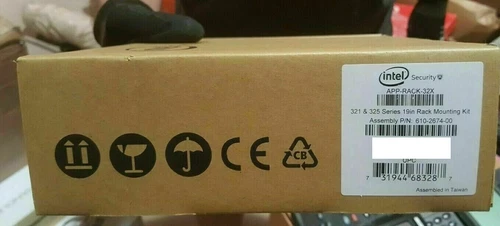 intel Security
APP-RACK-32X
321 & 325 Series 19in Rack Mounting Kit
Assembly P/N: 610-2674-00
UPC
7 31944 68328 7
Assembled in Taiwan
CE
CB